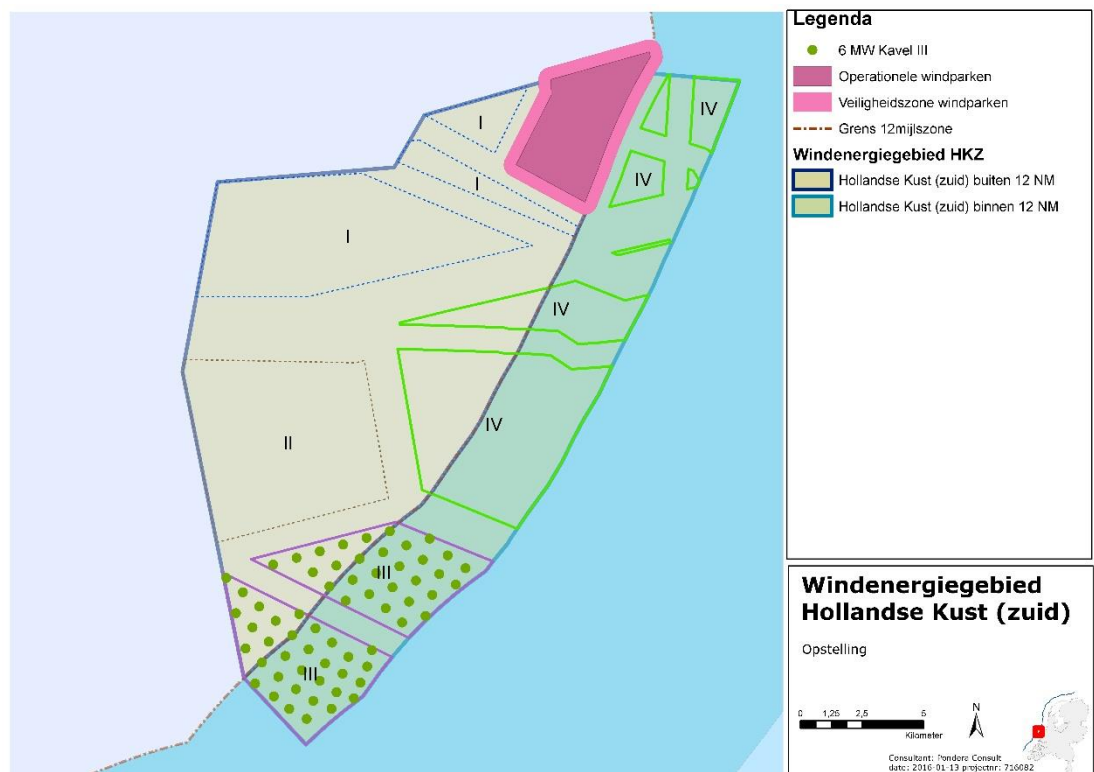 Legenda
6 MW Kavel III
Operationele windparken
Veiligheidszone windparken
Grens 12mijlszone
Windenergiegebied HKZ
Hollandse Kust (zuid) buiten 12 NM
Hollandse Kust (zuid) binnen 12 NM
I
IV
I
IV
I
IV
IV
II
III
III
Windenergiegebied
Hollandse Kust (zuid)
Opstelling
N
0 1,25 2,5 5
Kilometer
Consultant: Pondera Consult
date: 2016-01-13 projectnr: 716082